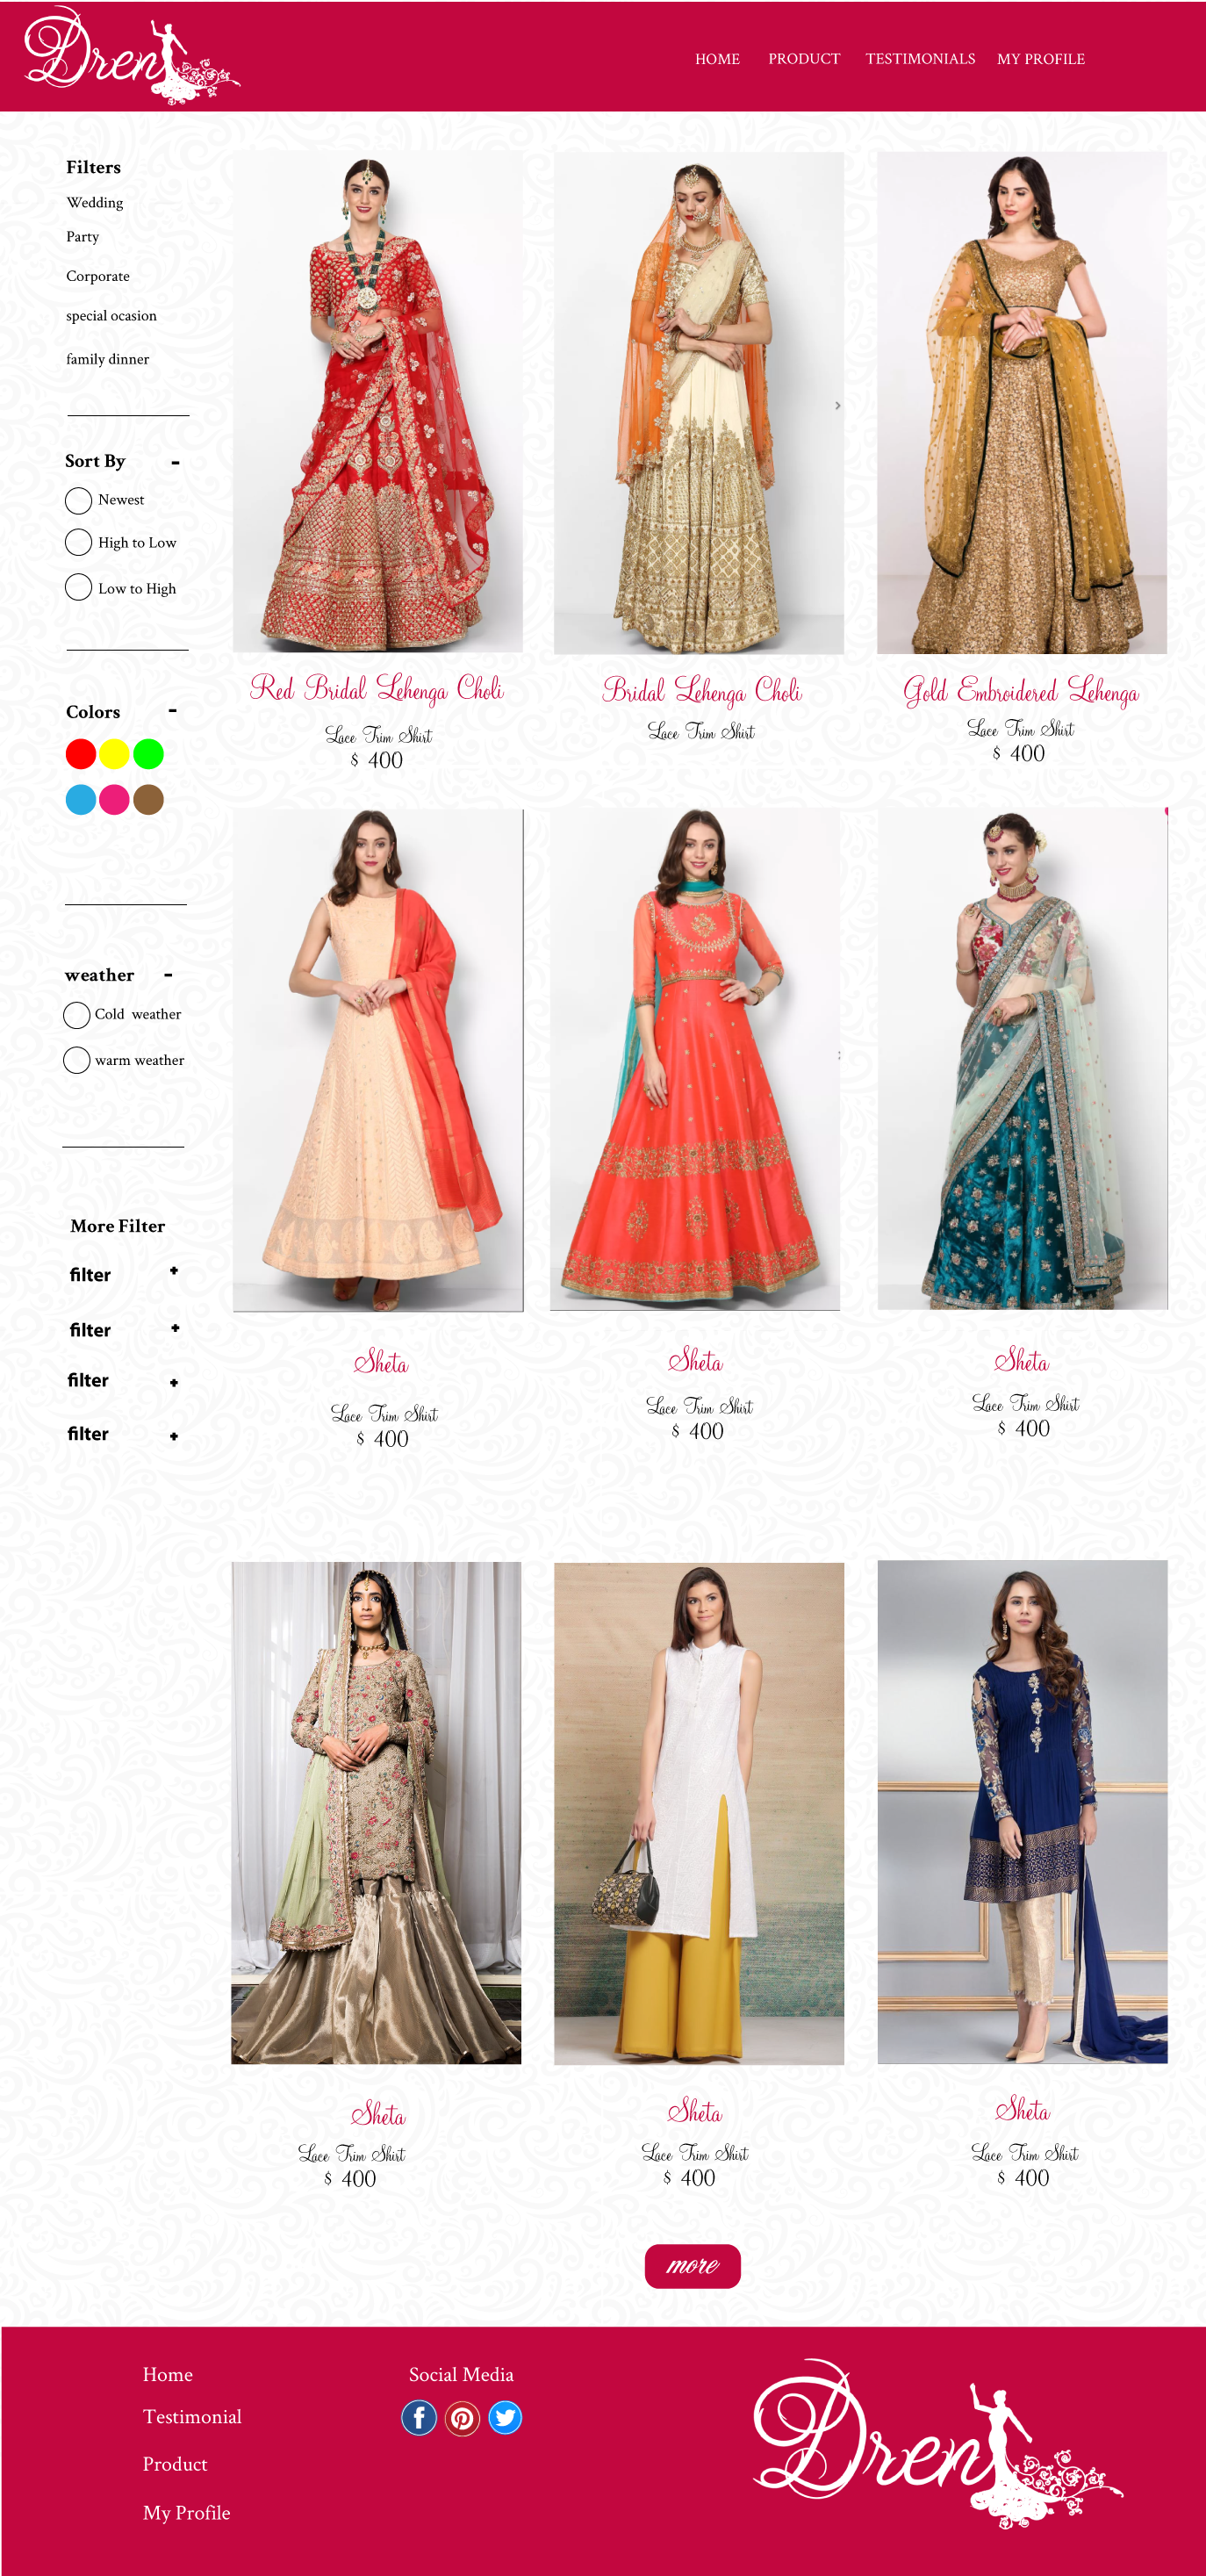 Dren
HOME PRODUCT TESTIMONIALS MY PROFILE
Filters
Wedding
Party
Corporate
special ocasion
family dinner
Sort By -
Newest
High to Low
Low to High
Colors -
weather -
Cold weather
warm weather
More Filter
filter +
filter +
filter +
filter +
Red Bridal Lehenga Choli
Lace Trim Shirt
$ 400
Bridal Lehenga Choli
Lace Trim Shirt
Gold Embroidered Lehenga
Lace Trim Shirt
$ 400
Sheta
Lace Trim Shirt
$ 400
Sheta
Lace Trim Shirt
$ 400
Sheta
Lace Trim Shirt
$ 400
Sheta
Lace Trim Shirt
$ 400
Sheta
Lace Trim Shirt
$ 400
Sheta
Lace Trim Shirt
$ 400
more
Home
Testimonial
Product
My Profile
Social Media
Dren